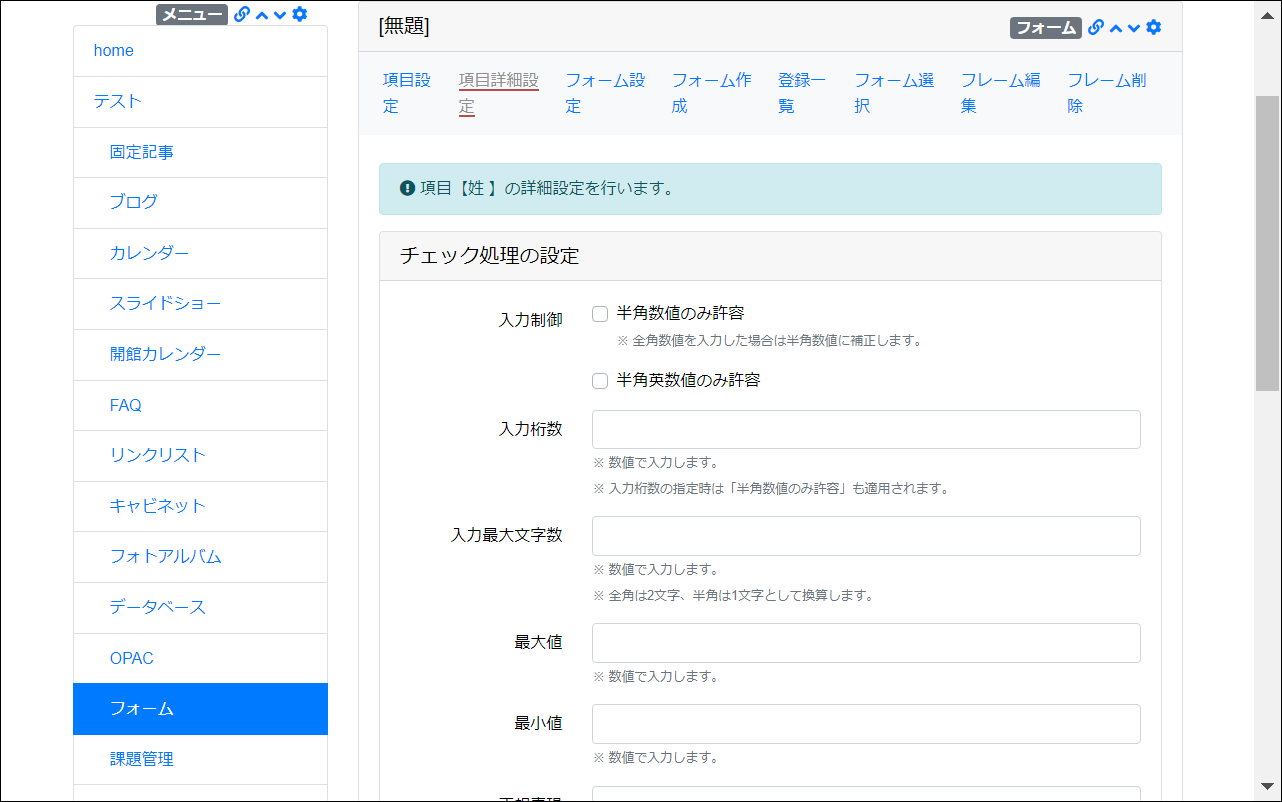 メニュー
home
テスト
固定記事
ブログ
カレンダー
スライドショー
開館カレンダー
FAQ
リンクリスト
キャビネット
フォトアルバム
データベース
OPAC
フォーム
課題管理
[無題]
フォーム
項目設定
項目詳細設定
フォーム設定
フォーム作成
登録一覧
フォーム選択
フレーム編集
フレーム削除
項目【姓 】の詳細設定を行います。
チェック処理の設定
入力制御
半角数値のみ許容
※ 全角数値を入力した場合は半角数値に補正します。
半角英数値のみ許容
入力桁数
※ 数値で入力します。
※ 入力桁数の指定時は「半角数値のみ許容」も適用されます。
入力最大文字数
※ 数値で入力します。
※ 全角は2文字、半角は1文字として換算します。
最大値
※ 数値で入力します。
最小値
※ 数値で入力します。